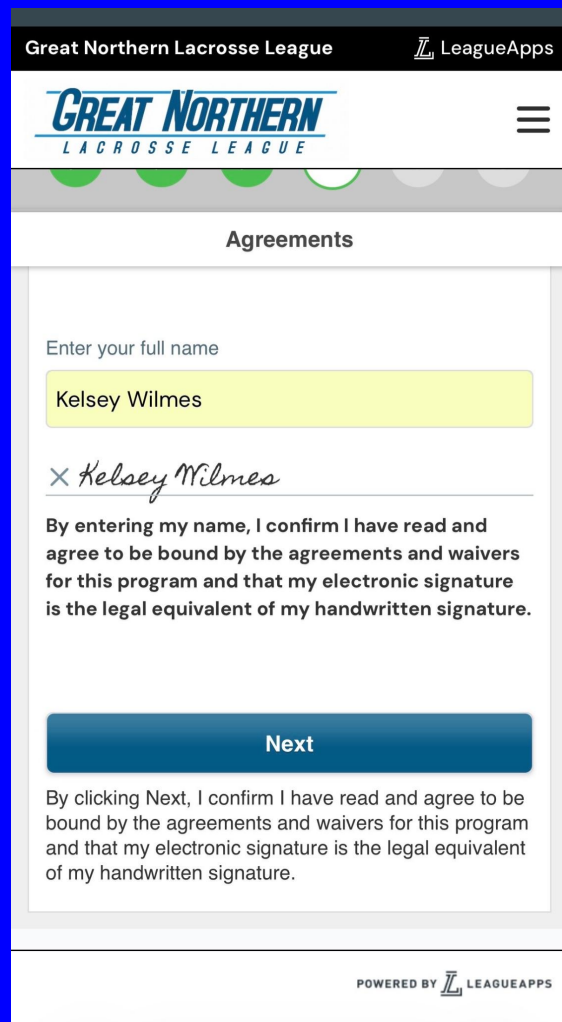 Great Northern Lacrosse League LeagueApps
GREAT NORTHERN
LACROSSE LEAGUE
Agreements
Enter your full name
Kelsey Wilmes
Kelsey Wilmes
By entering my name, I confirm I have read and
agree to be bound by the agreements and waivers
for this program and that my electronic signature
is the legal equivalent of my handwritten signature.
Next
By clicking Next, I confirm I have read and agree to be
bound by the agreements and waivers for this program
and that my electronic signature is the legal equivalent
of my handwritten signature.
POWERED BY LEAGUEAPPS